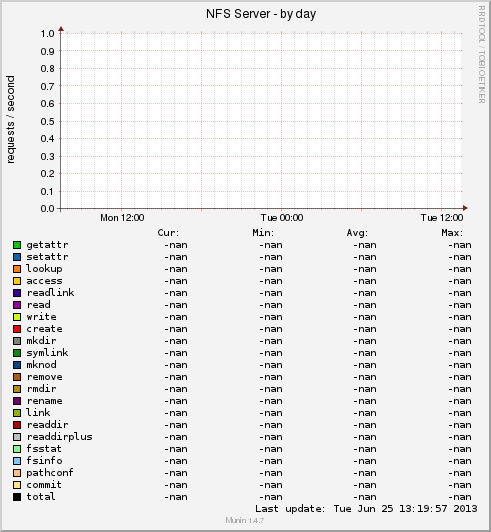 NFS Server - by day
RRDTOOL / TOBI OETIKER
requests / second
1.0
0.9
0.8
0.7
0.6
0.5
0.4
0.3
0.2
0.1
0.0
Mon 12:00 Tue 00:00 Tue 12:00
Cur: Min: Avg: Max:
getattr -nan -nan -nan -nan
setattr -nan -nan -nan -nan
lookup -nan -nan -nan -nan
access -nan -nan -nan -nan
readlink -nan -nan -nan -nan
read -nan -nan -nan -nan
write -nan -nan -nan -nan
create -nan -nan -nan -nan
mkdir -nan -nan -nan -nan
symlink -nan -nan -nan -nan
mknod -nan -nan -nan -nan
remove -nan -nan -nan -nan
rmdir -nan -nan -nan -nan
rename -nan -nan -nan -nan
link -nan -nan -nan -nan
readdir -nan -nan -nan -nan
readdirplus -nan -nan -nan -nan
fsstat -nan -nan -nan -nan
fsinfo -nan -nan -nan -nan
pathconf -nan -nan -nan -nan
commit -nan -nan -nan -nan
total -nan -nan -nan -nan
Last update: Tue Jun 25 13:19:57 2013
Munin 1.4.7